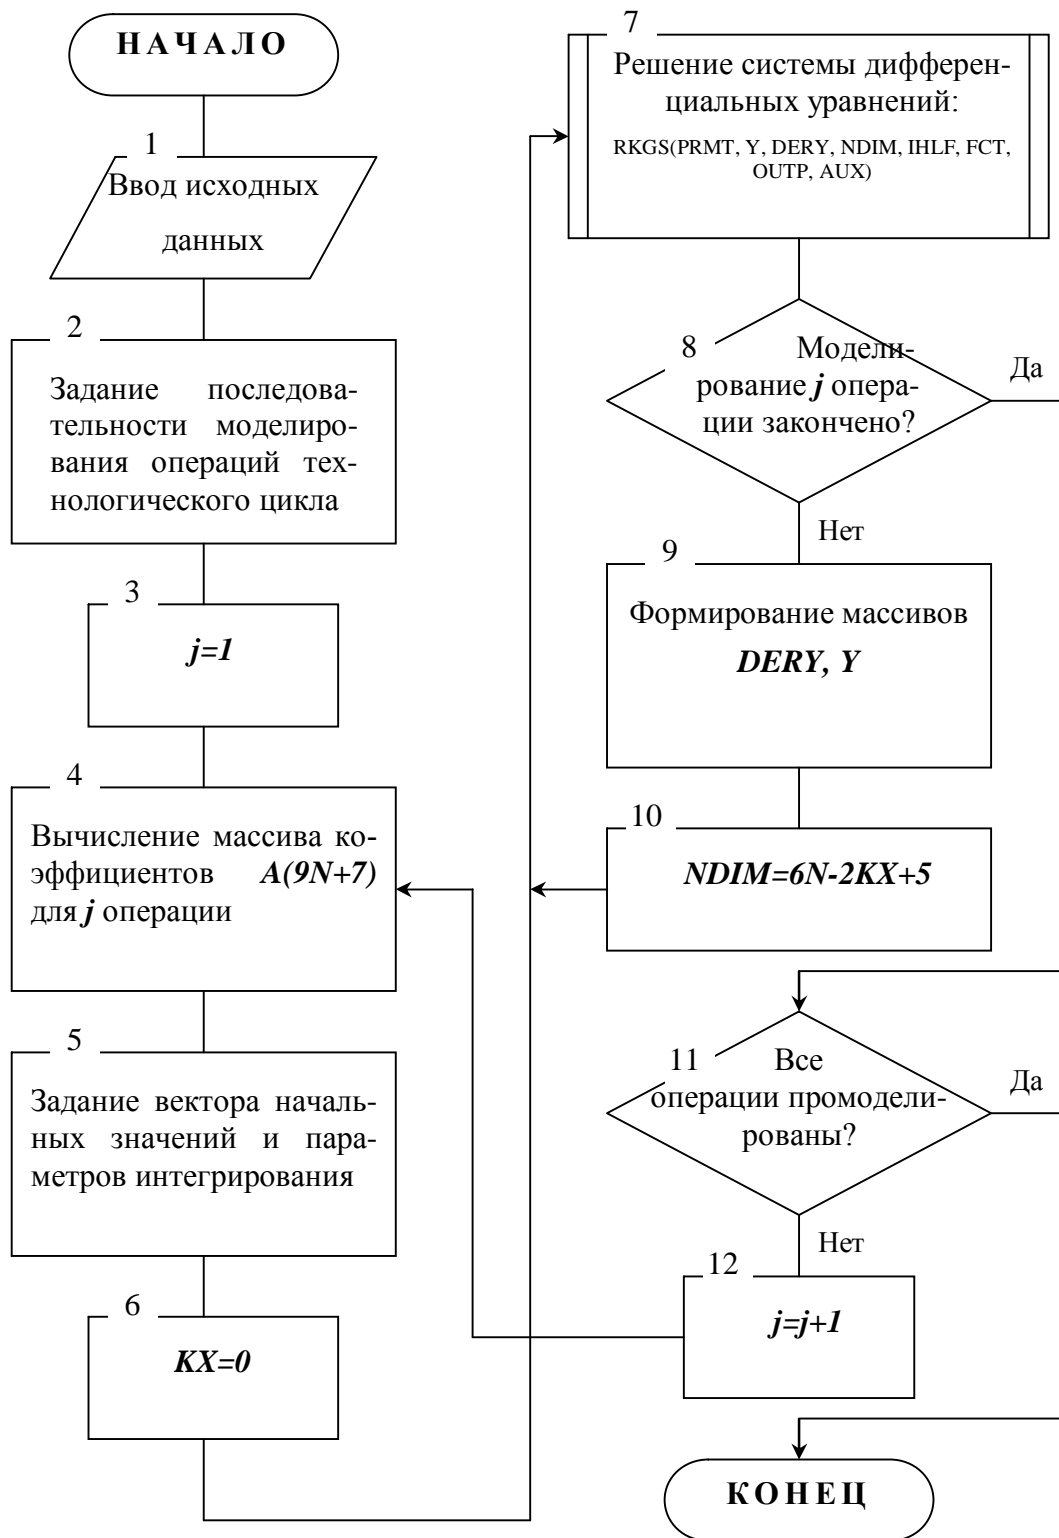 НАЧАЛО
1
Ввод исходных
данных
2
Задание последова-
тельности моделиро-
вания операций тех-
нологического цикла
3
j=1
4
Вычисление массива ко-
эффициентов A(9N+7)
для j операции
5
Задание вектора началь-
ных значений и пара-
метров интегрирования
6
KX=0
7
Решение системы дифферен-
циальных уравнений:
RKGS(PRMT, Y, DERY, NDIM, IHLF, FCT,
OUTP, AUX)
8
Модели-
рование j опера-
ции закончено?
Да
Нет
9
Формирование массивов
DERY, Y
10
NDIM=6N-2KX+5
11
Все
операции промодели-
рованы?
Да
Нет
12
j=j+1
КОНЕЦ